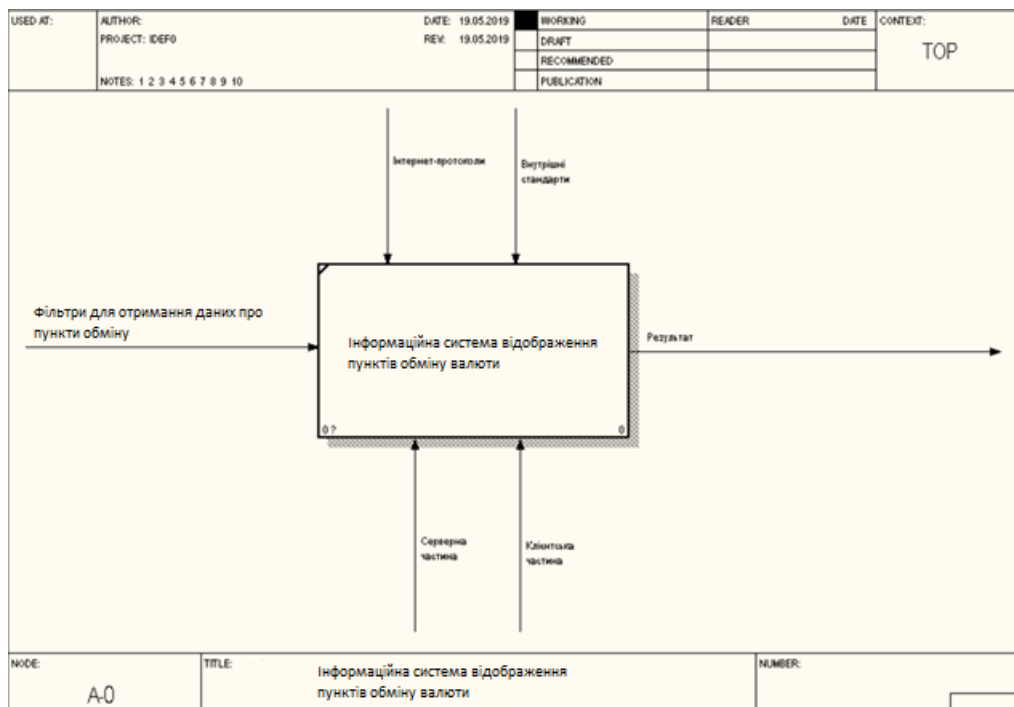 USED AT:
AUTHOR:
DATE: 19.05.2019
PROJECT: IDEF0
REV: 19.05.2019
NOTES: 1 2 3 4 5 6 7 8 9 10
WORKING
DRAFT
RECOMMENDED
PUBLICATION
READER DATE
CONTEXT:
TOP
Інтернет-протоколи
Внутрішні
стандарти
Фільтри для отримання даних про
пункти обміну
Інформаційна система відображення
пунктів обміну валюти
0 ?
0
Результат
Серверна
частина
Клієнтська
частина
NODE:
A-0
TITLE:
Інформаційна система відображення
пунктів обміну валюти
NUMBER: